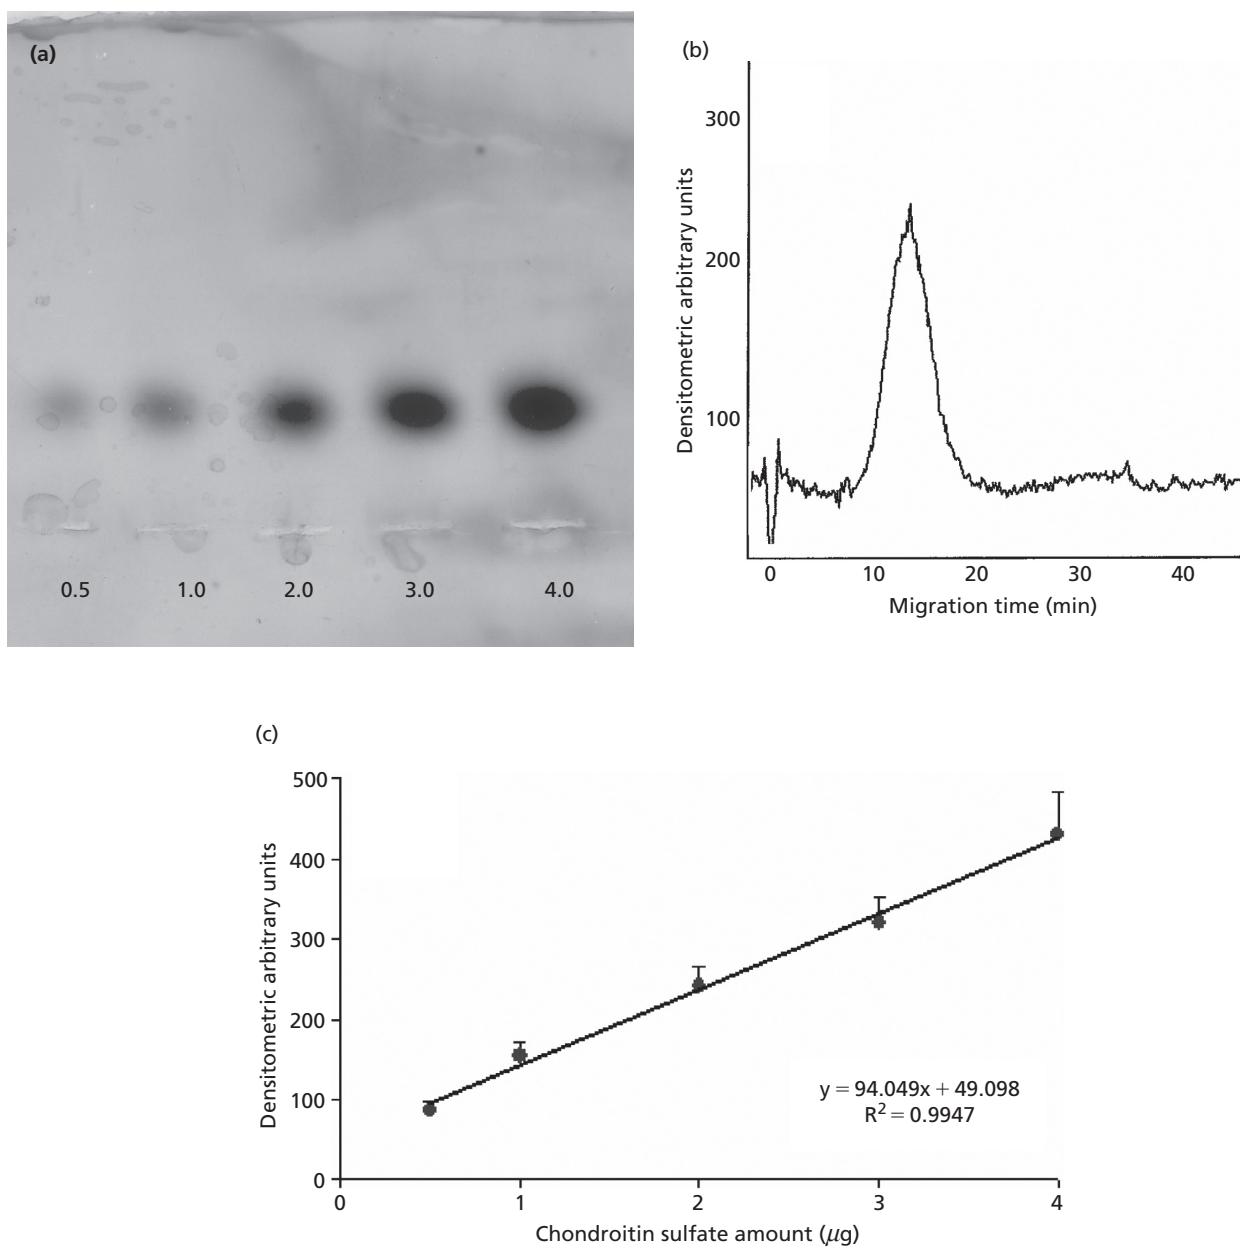 (a)
0.5 1.0 2.0 3.0 4.0
(b)
Densitometric arbitrary units
300
200
100
0 10 20 30 40
Migration time (min)
(c)
Densitometric arbitrary units
500
400
300
200
100
0
0 1 2 3 4
y = 94.049x + 49.098
R² = 0.9947
Chondroitin sulfate amount (μg)